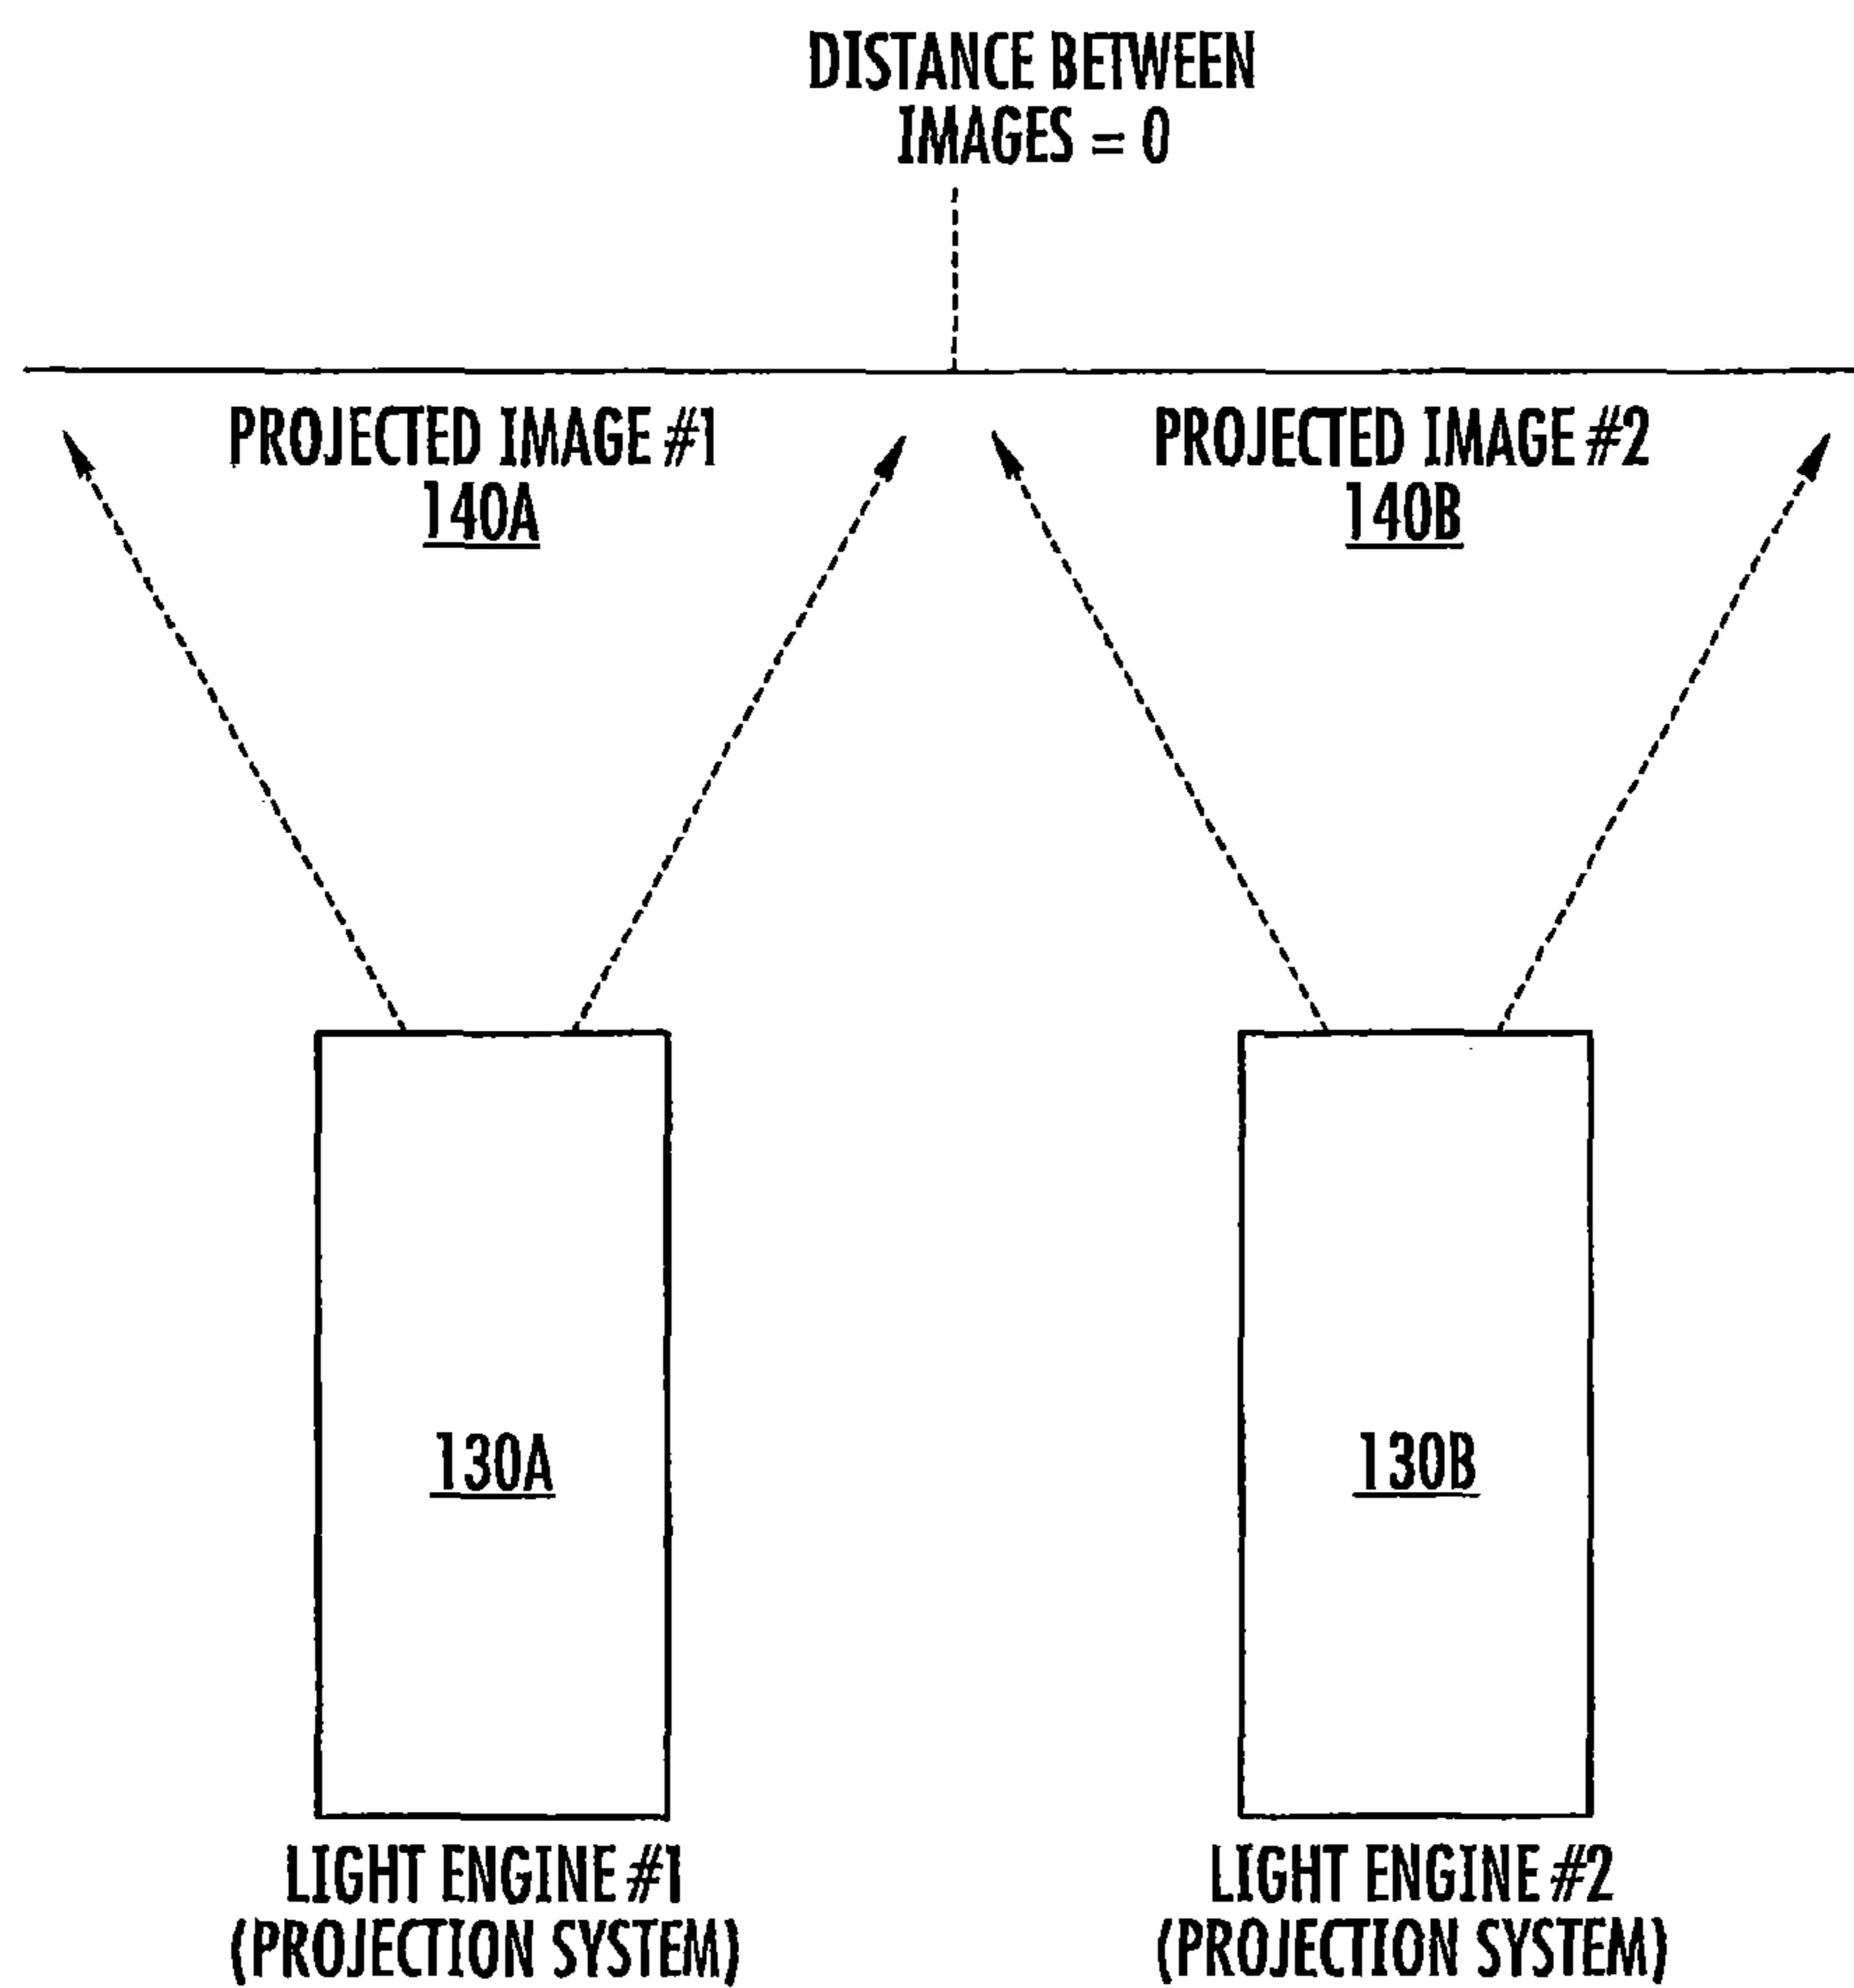 DISTANCE BETWEEN
IMAGES = 0
PROJECTED IMAGE #1
140A
PROJECTED IMAGE #2
140B
130A
130B
LIGHT ENGINE #1
(PROJECTION SYSTEM)
LIGHT ENGINE #2
(PROJECTION SYSTEM)